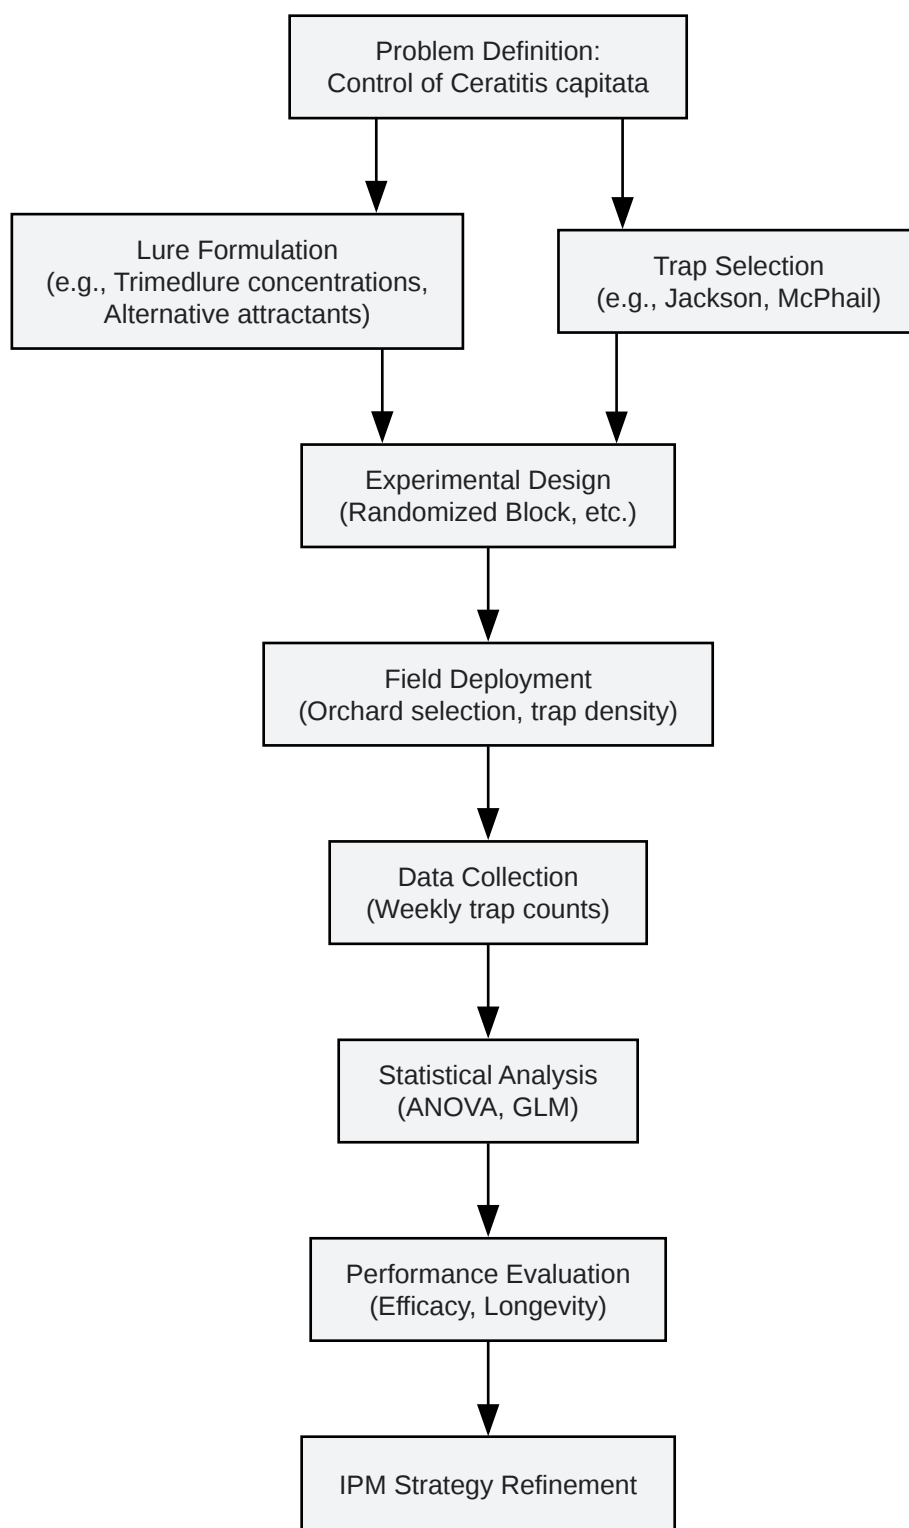 Problem Definition:
Control of Ceratitis capitata
Lure Formulation
(e.g., Trimedlure concentrations,
Alternative attractants)
Trap Selection
(e.g., Jackson, McPhail)
Experimental Design
(Randomized Block, etc.)
Field Deployment
(Orchard selection, trap density)
Data Collection
(Weekly trap counts)
Statistical Analysis
(ANOVA, GLM)
Performance Evaluation
(Efficacy, Longevity)
IPM Strategy Refinement